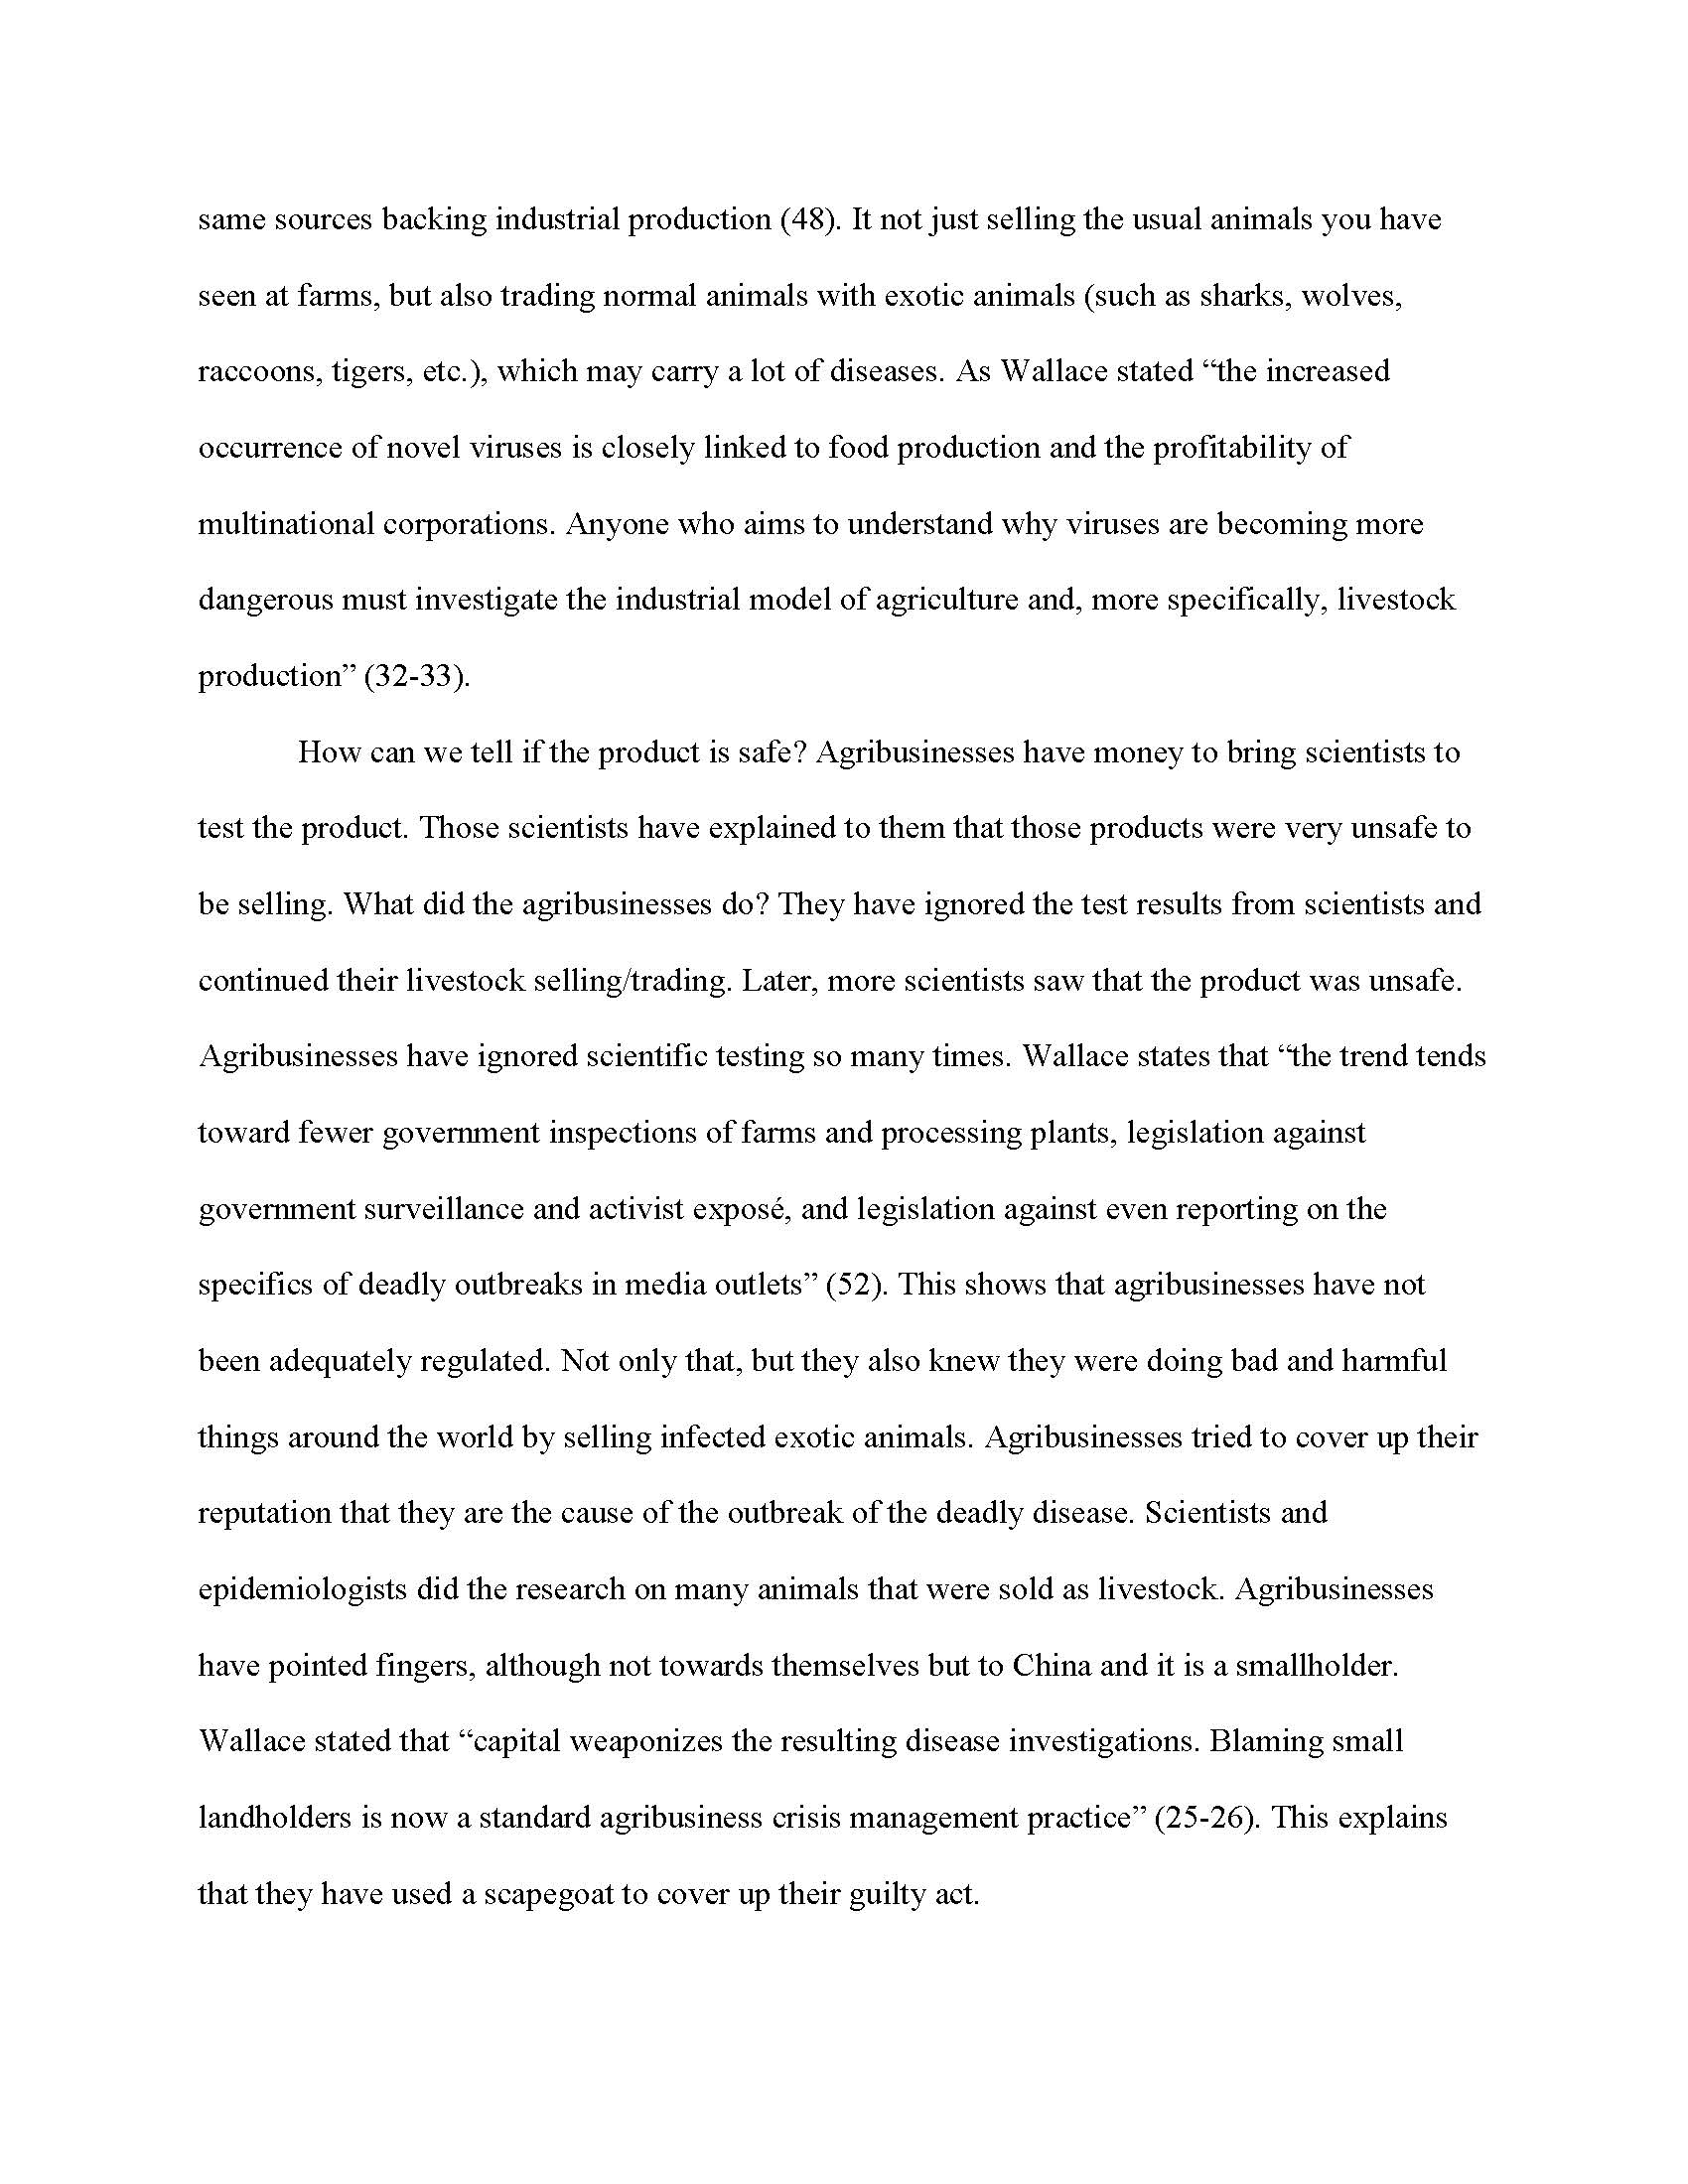 same sources backing industrial production (48). It not just selling the usual animals you have
seen at farms, but also trading normal animals with exotic animals (such as sharks, wolves,
raccoons, tigers, etc.), which may carry a lot of diseases. As Wallace stated “the increased
occurrence of novel viruses is closely linked to food production and the profitability of
multinational corporations. Anyone who aims to understand why viruses are becoming more
dangerous must investigate the industrial model of agriculture and, more specifically, livestock
production” (32-33).
How can we tell if the product is safe? Agribusinesses have money to bring scientists to
test the product. Those scientists have explained to them that those products were very unsafe to
be selling. What did the agribusinesses do? They have ignored the test results from scientists and
continued their livestock selling/trading. Later, more scientists saw that the product was unsafe.
Agribusinesses have ignored scientific testing so many times. Wallace states that “the trend tends
toward fewer government inspections of farms and processing plants, legislation against
government surveillance and activist exposé, and legislation against even reporting on the
specifics of deadly outbreaks in media outlets” (52). This shows that agribusinesses have not
been adequately regulated. Not only that, but they also knew they were doing bad and harmful
things around the world by selling infected exotic animals. Agribusinesses tried to cover up their
reputation that they are the cause of the outbreak of the deadly disease. Scientists and
epidemiologists did the research on many animals that were sold as livestock. Agribusinesses
have pointed fingers, although not towards themselves but to China and it is a smallholder.
Wallace stated that “capital weaponizes the resulting disease investigations. Blaming small
landholders is now a standard agribusiness crisis management practice” (25-26). This explains
that they have used a scapegoat to cover up their guilty act.